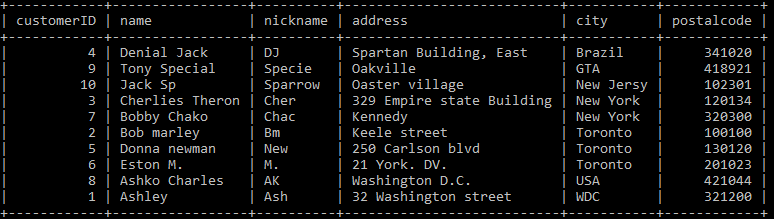 customerID | name | nickname | address | city | postalcode
4 | Denial Jack | DJ | Spartan Building, East | Brazil | 341020
9 | Tony Special | Specie | Oakville | GTA | 418921
10 | Jack Sp | Sparrow | Oaster village | New Jersy | 102301
3 | Cherlies Theron | Cher | 329 Empire state Building | New York | 120134
7 | Bobby Chako | Chac | Kennedy | New York | 320300
2 | Bob marley | Bm | Keele street | Toronto | 100100
5 | Donna newman | New | 250 Carlson blvd | Toronto | 130120
6 | Eston M. | M. | 21 York. DV. | Toronto | 201023
8 | Ashko Charles | AK | Washington D.C. | USA | 421044
1 | Ashley | Ash | 32 Washington street | WDC | 321200